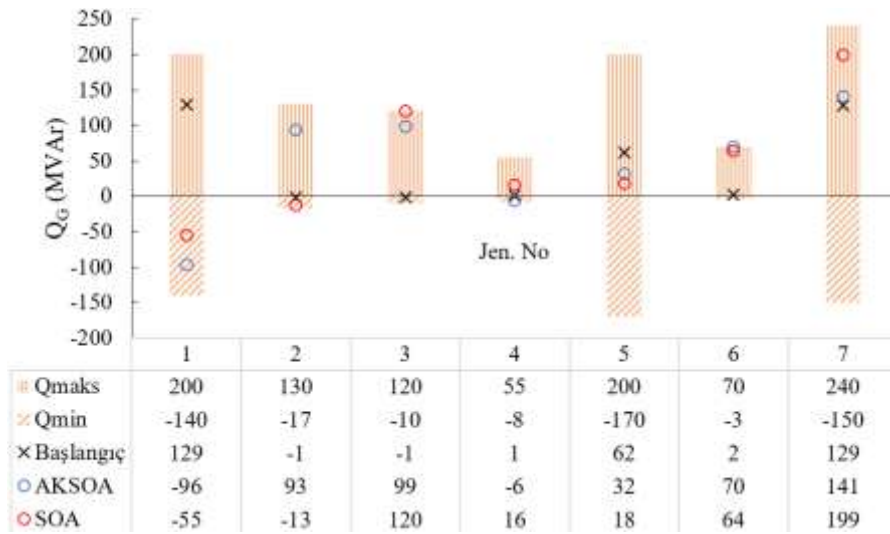 250
200
150
100
50
0
-50
-100
-150
-200
Q_G (MVAr)
Jen. No
1 2 3 4 5 6 7
Qmaks 200 130 120 55 200 70 240
Qmin -140 -17 -10 -8 -170 -3 -150
Başlangıç 129 -1 -1 1 62 2 129
AKSOA -96 93 99 -6 32 70 141
SOA -55 -13 120 16 18 64 199